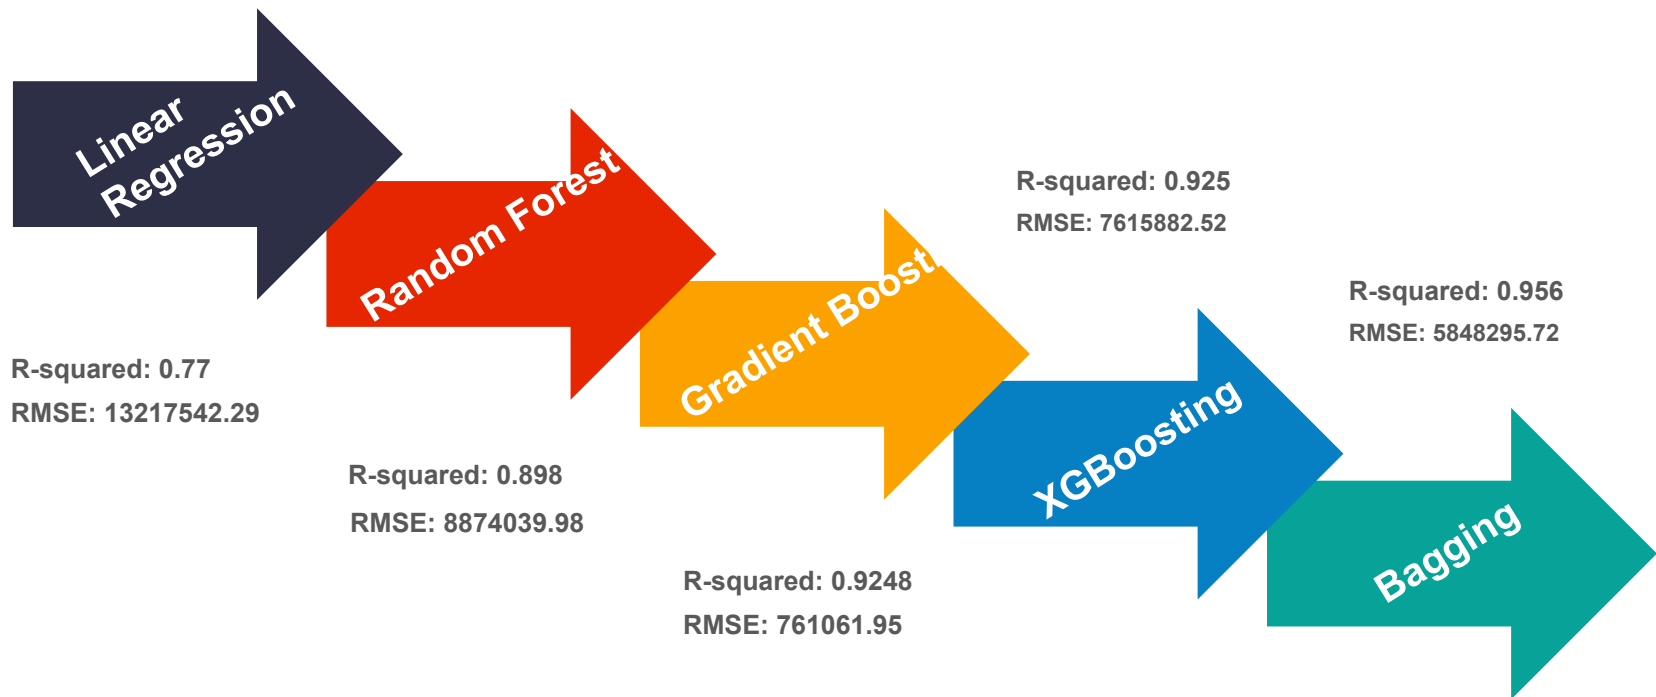 Linear
Regression
R-squared: 0.77
RMSE: 13217542.29
Random Forest
R-squared: 0.898
RMSE: 8874039.98
Gradient
R-squared: 0.9248
RMSE: 761061.95
R-squared: 0.925
RMSE: 7615882.52
XGBoosting
R-squared: 0.956
RMSE: 5848295.72
Bagging